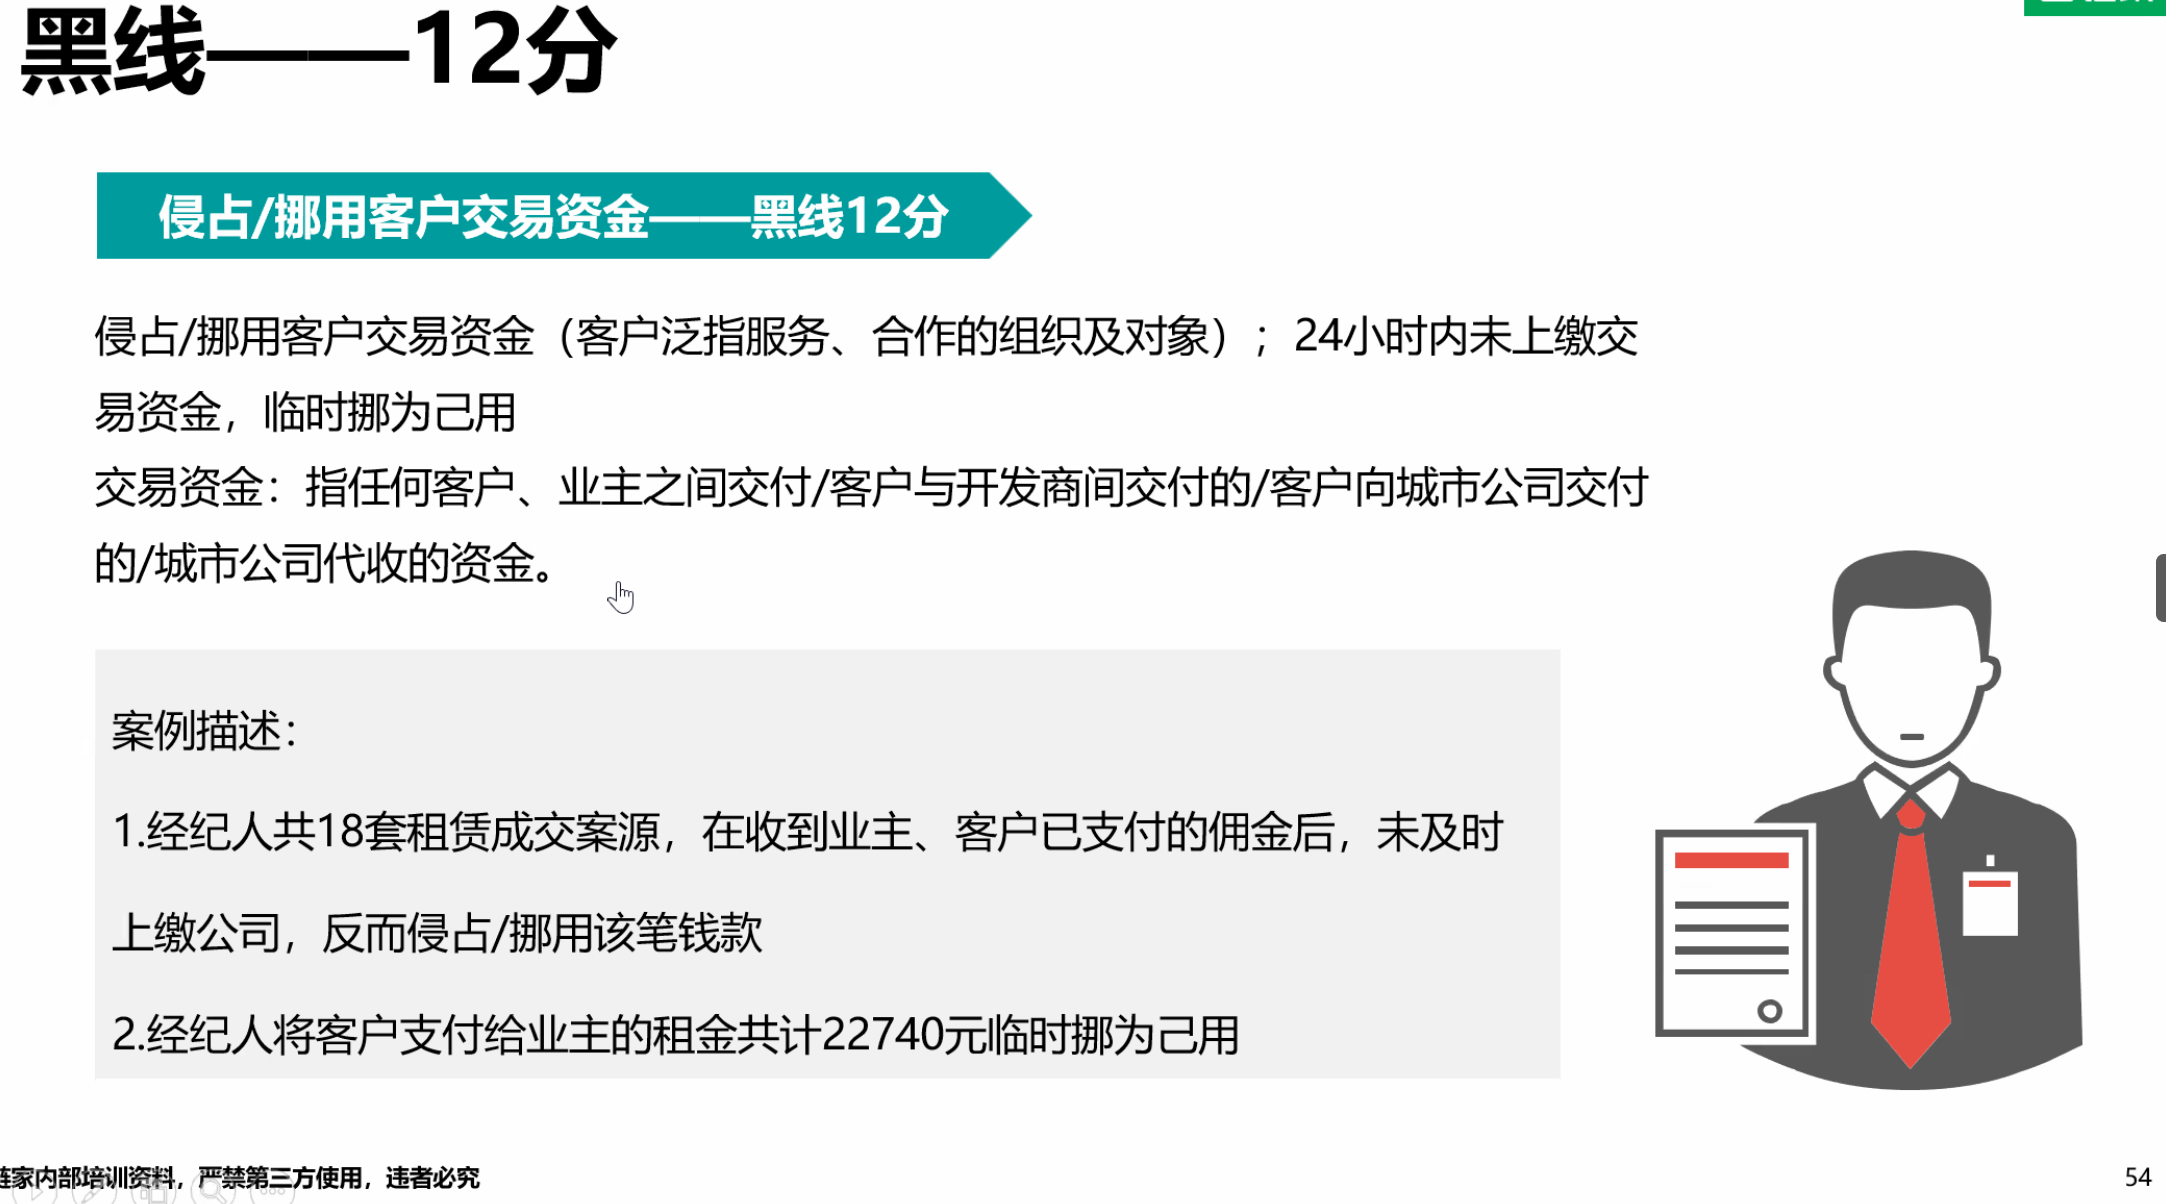 黑线——12分
侵占/挪用客户交易资金——黑线12分
侵占/挪用客户交易资金（客户泛指服务、合作的组织及对象）；24小时内未上缴交
易资金，临时挪为己用
交易资金：指任何客户、业主之间交付/客户与开发商间交付的/客户向城市公司交付
的/城市公司代收的资金。
案例描述：
1.经纪人共18套租赁成交案源，在收到业主、客户已支付的佣金后，未及时
上缴公司，反而侵占/挪用该笔钱款
2.经纪人将客户支付给业主的租金共计22740元临时挪为己用
链家内部培训资料，严禁第三方使用，违者必究
54